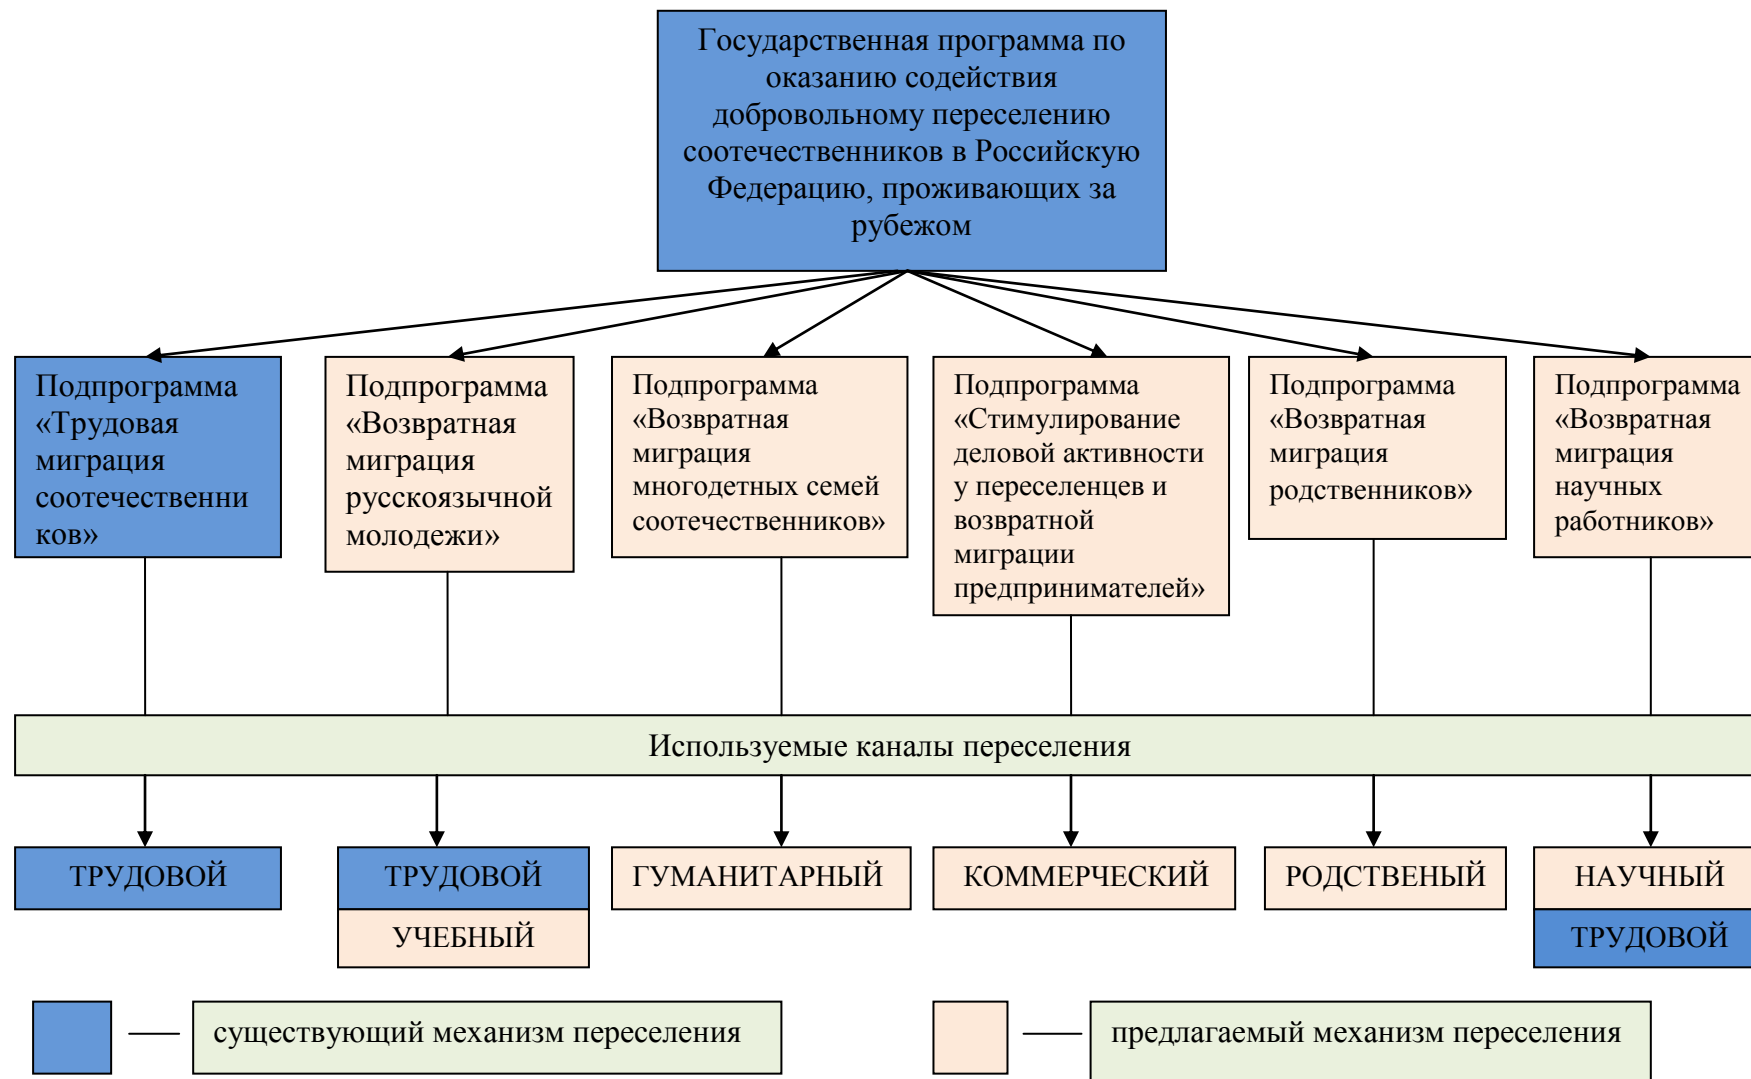 Государственная программа по
оказанию содействия
добровольному переселению
соотечественников в Российскую
Федерацию, проживающих за
рубежом
Подпрограмма
«Трудовая
миграция
соотечественни
ков»
Подпрограмма
«Возвратная
миграция
русскоязычной
молодежи»
Подпрограмма
«Возвратная
миграция
многодетных семей
соотечественников»
Подпрограмма
«Стимулирование
деловой активности
у переселенцев и
возвратной
миграции
предпринимателей»
Подпрограмма
«Возвратная
миграция
родственников»
Подпрограмма
«Возвратная
миграция
научных
работников»
Используемые каналы переселения
ТРУДОВОЙ
ТРУДОВОЙ
УЧЕБНЫЙ
ГУМАНИТАРНЫЙ
КОММЕРЧЕСКИЙ
РОДСТВЕНЫЙ
НАУЧНЫЙ
ТРУДОВОЙ
существующий механизм переселения
предлагаемый механизм переселения